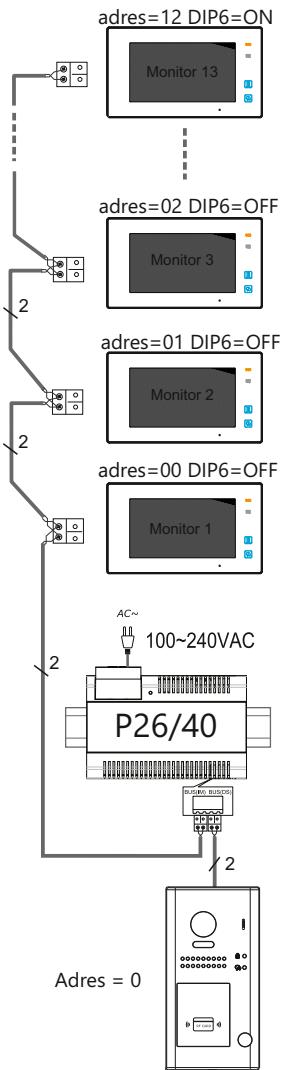 adres=12 DIP6=ON
Monitor 13
adres=02 DIP6=OFF
Monitor 3
2
adres=01 DIP6=OFF
Monitor 2
2
adres=00 DIP6=OFF
Monitor 1
AC~
100~240VAC
2
P26/40
BUS(IM) BUS(DS)
2
Adres = 0
RF CARD